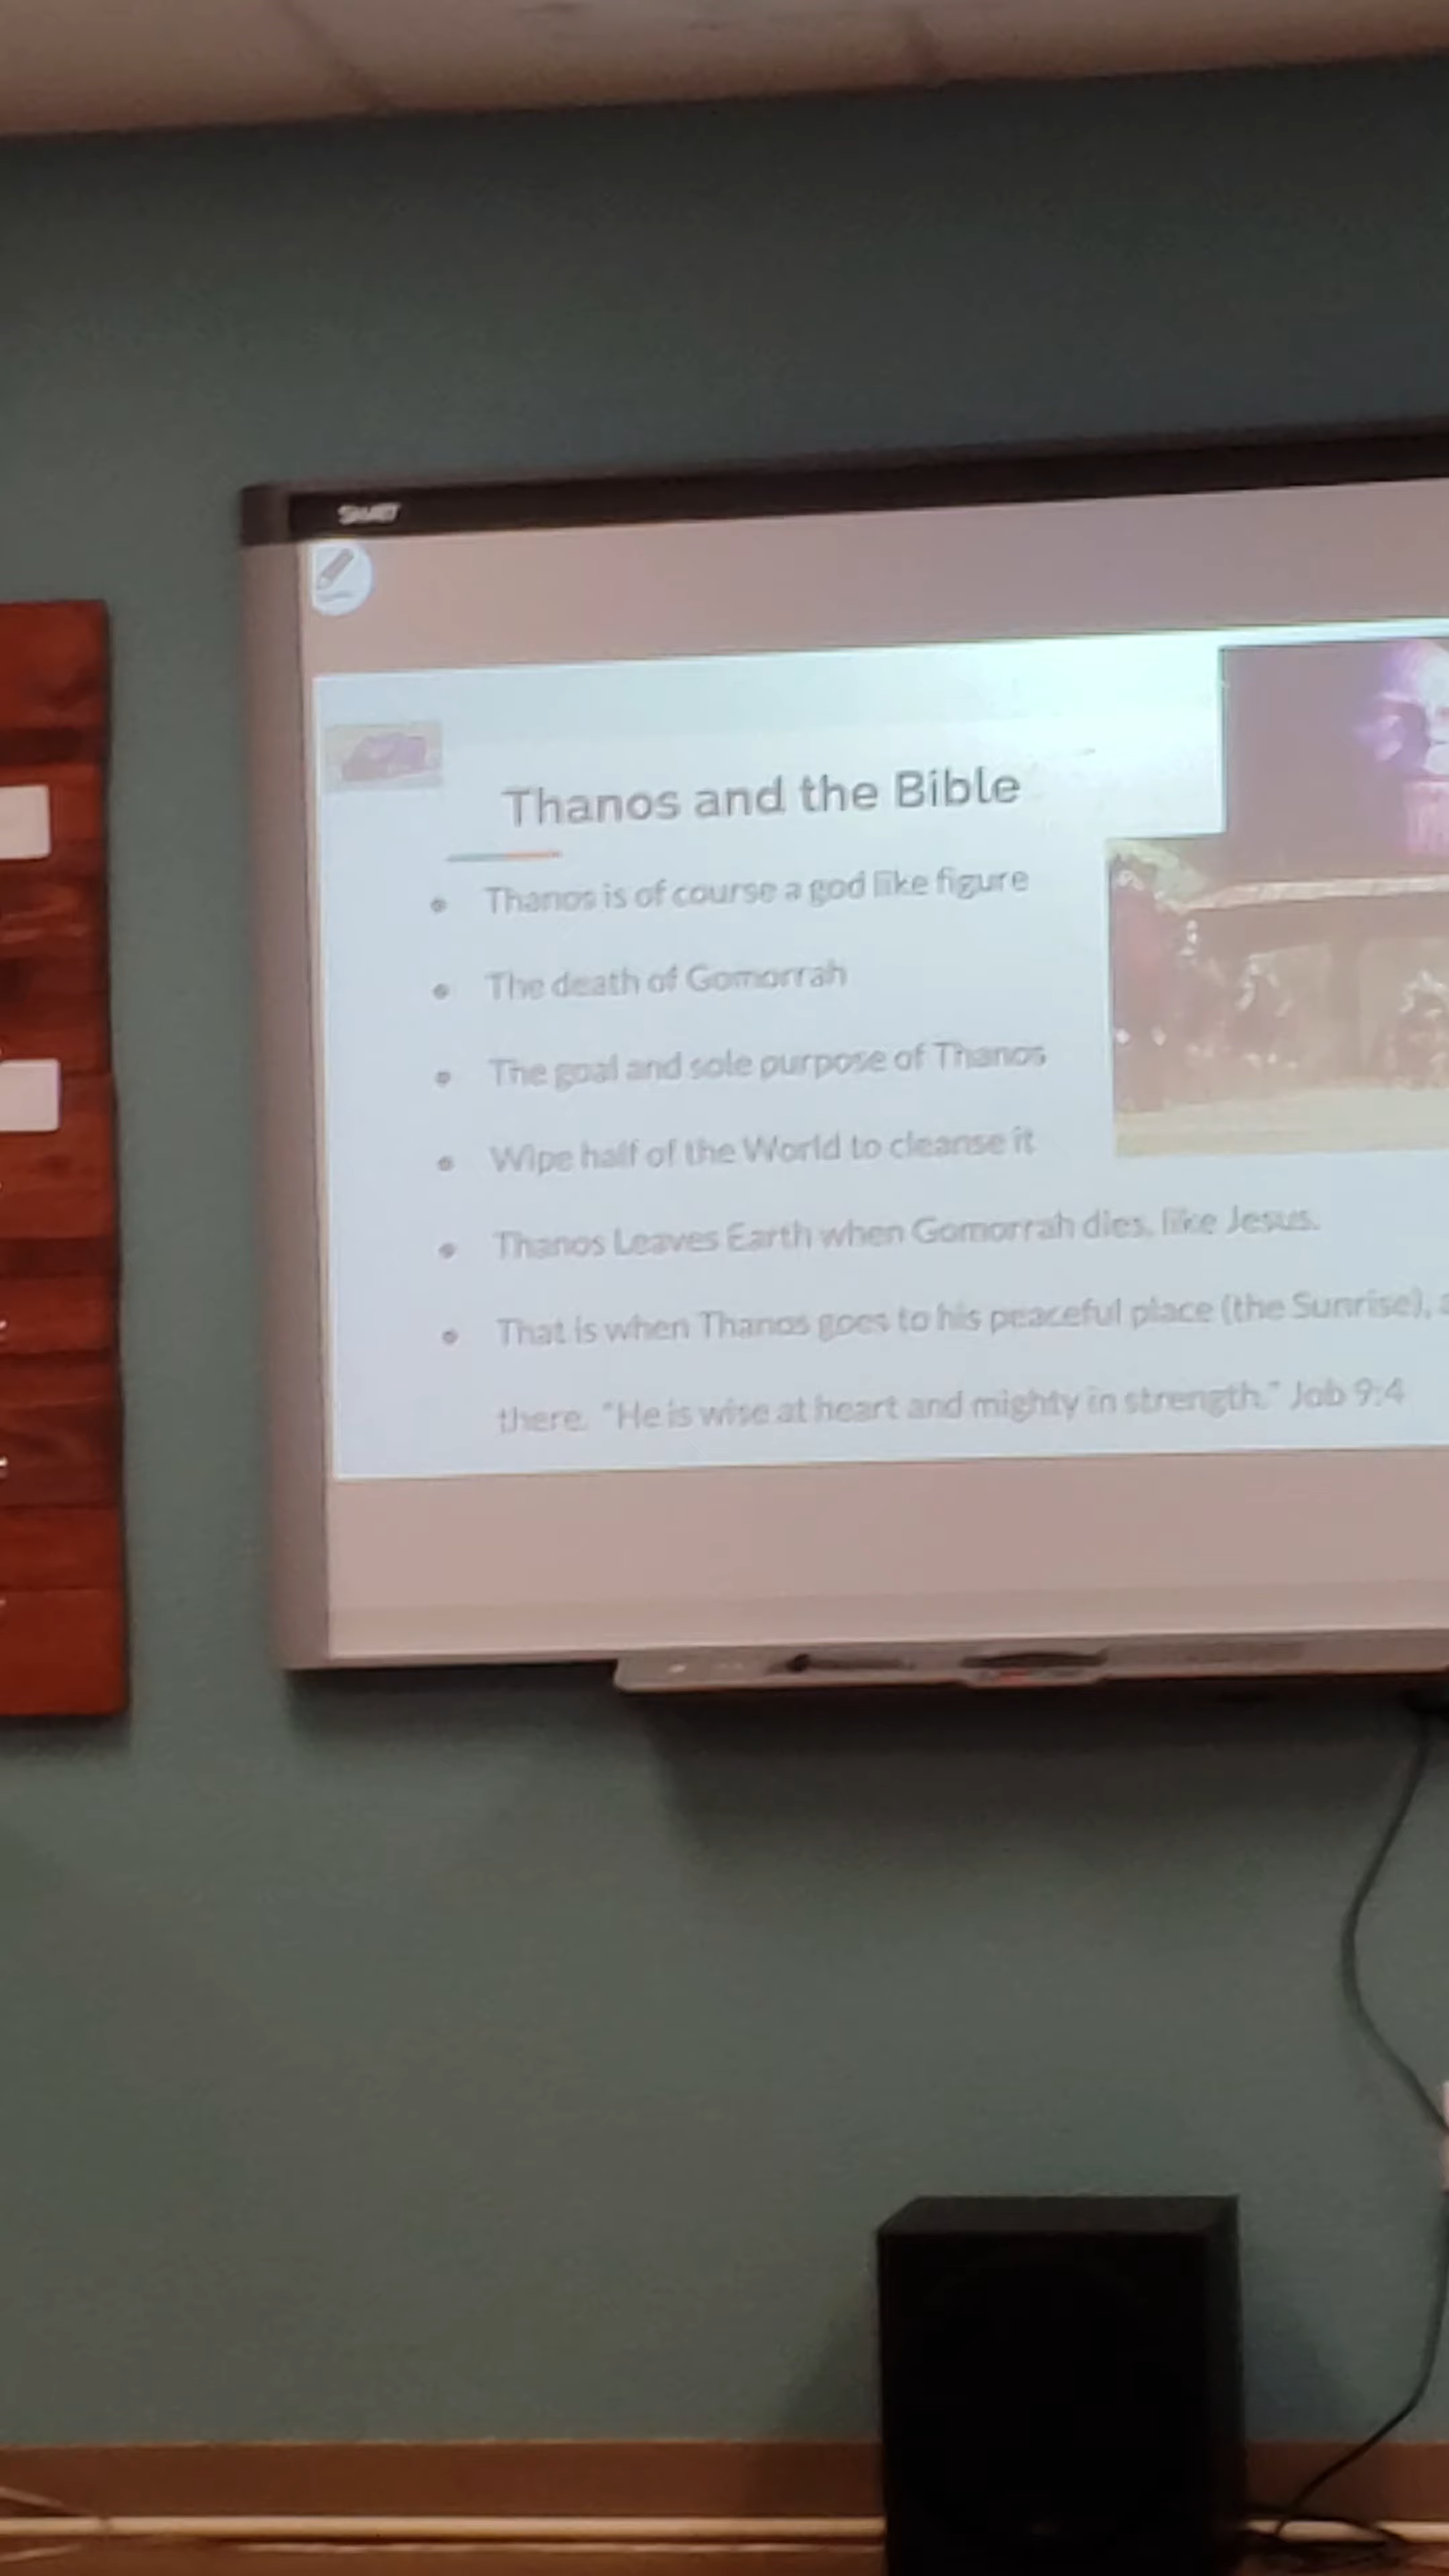 SMART
Thanos and the Bible
Thanos is of course a god like figure
The death of Gomorrah
The goal and sole purpose of Thanos
Wipe half of the World to cleanse it
Thanos Leaves Earth when Gomorrah dies, like Jesus.
That is when Thanos goes to his peaceful place (the Sunrise),
there. "He is wise at heart and mighty in strength." Job 9:4